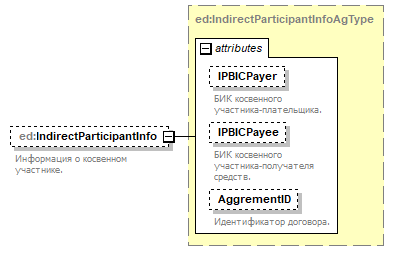 ed:IndirectParticipantInfoAgType
attributes
IPBICPayer
БИК косвенного
участника-плательщика.
IPBICPayee
БИК косвенного
участника-получателя
средств.
AggrementID
Идентификатор договора.
ed:IndirectParticipantInfo
Информация о косвенном
участнике.